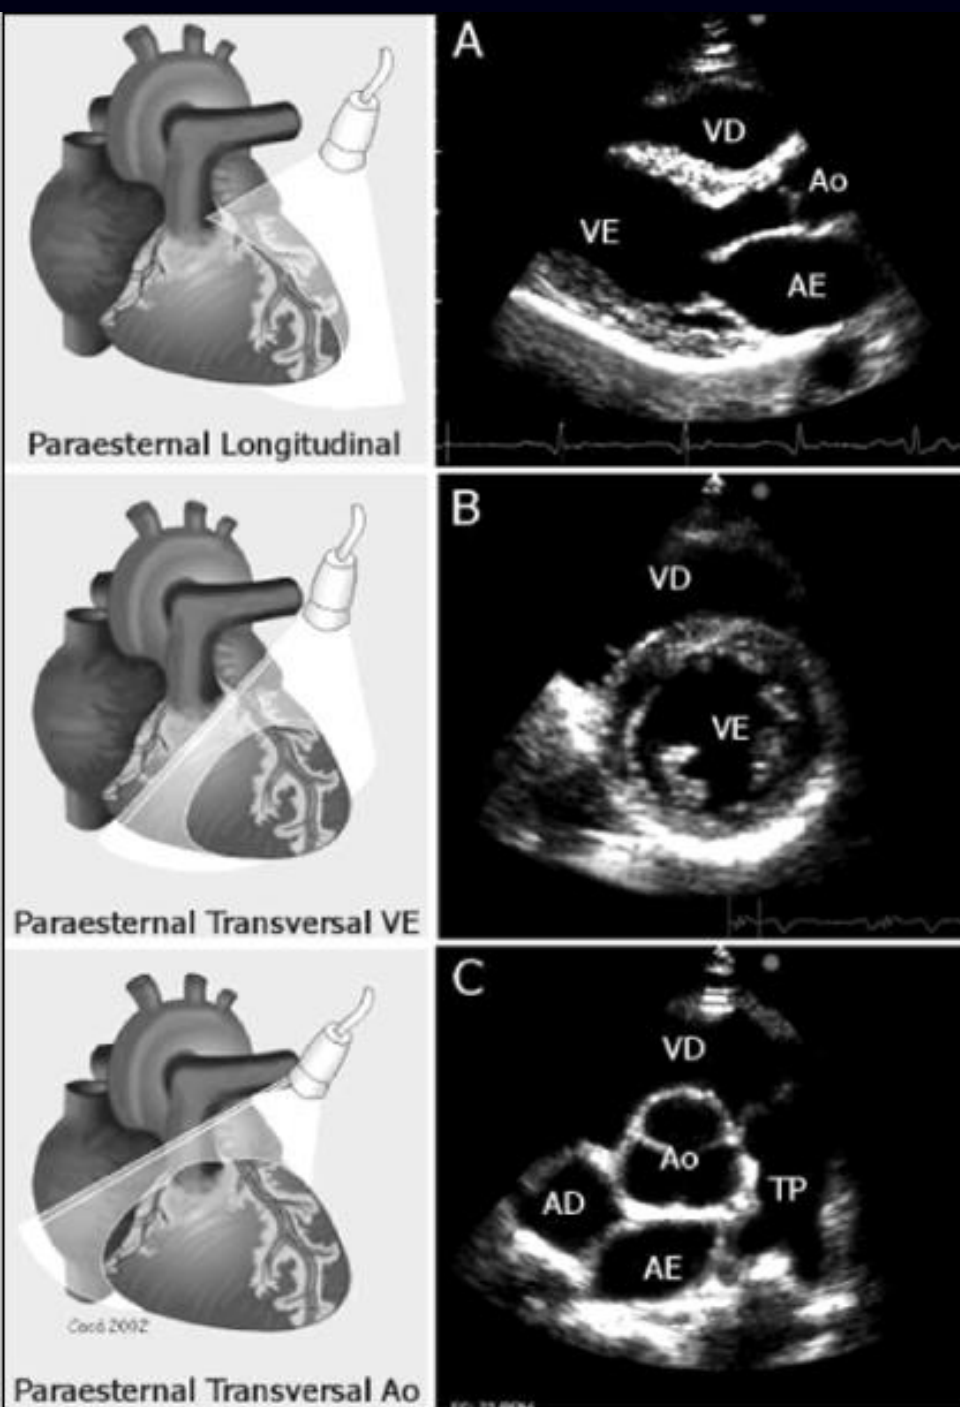 A
VD
Ao
VE
AE
Paraesternal Longitudinal
B
VD
VE
Paraesternal Transversal VE
C
VD
Ao
AD
TP
AE
Cacá 2002
Paraesternal Transversal Ao